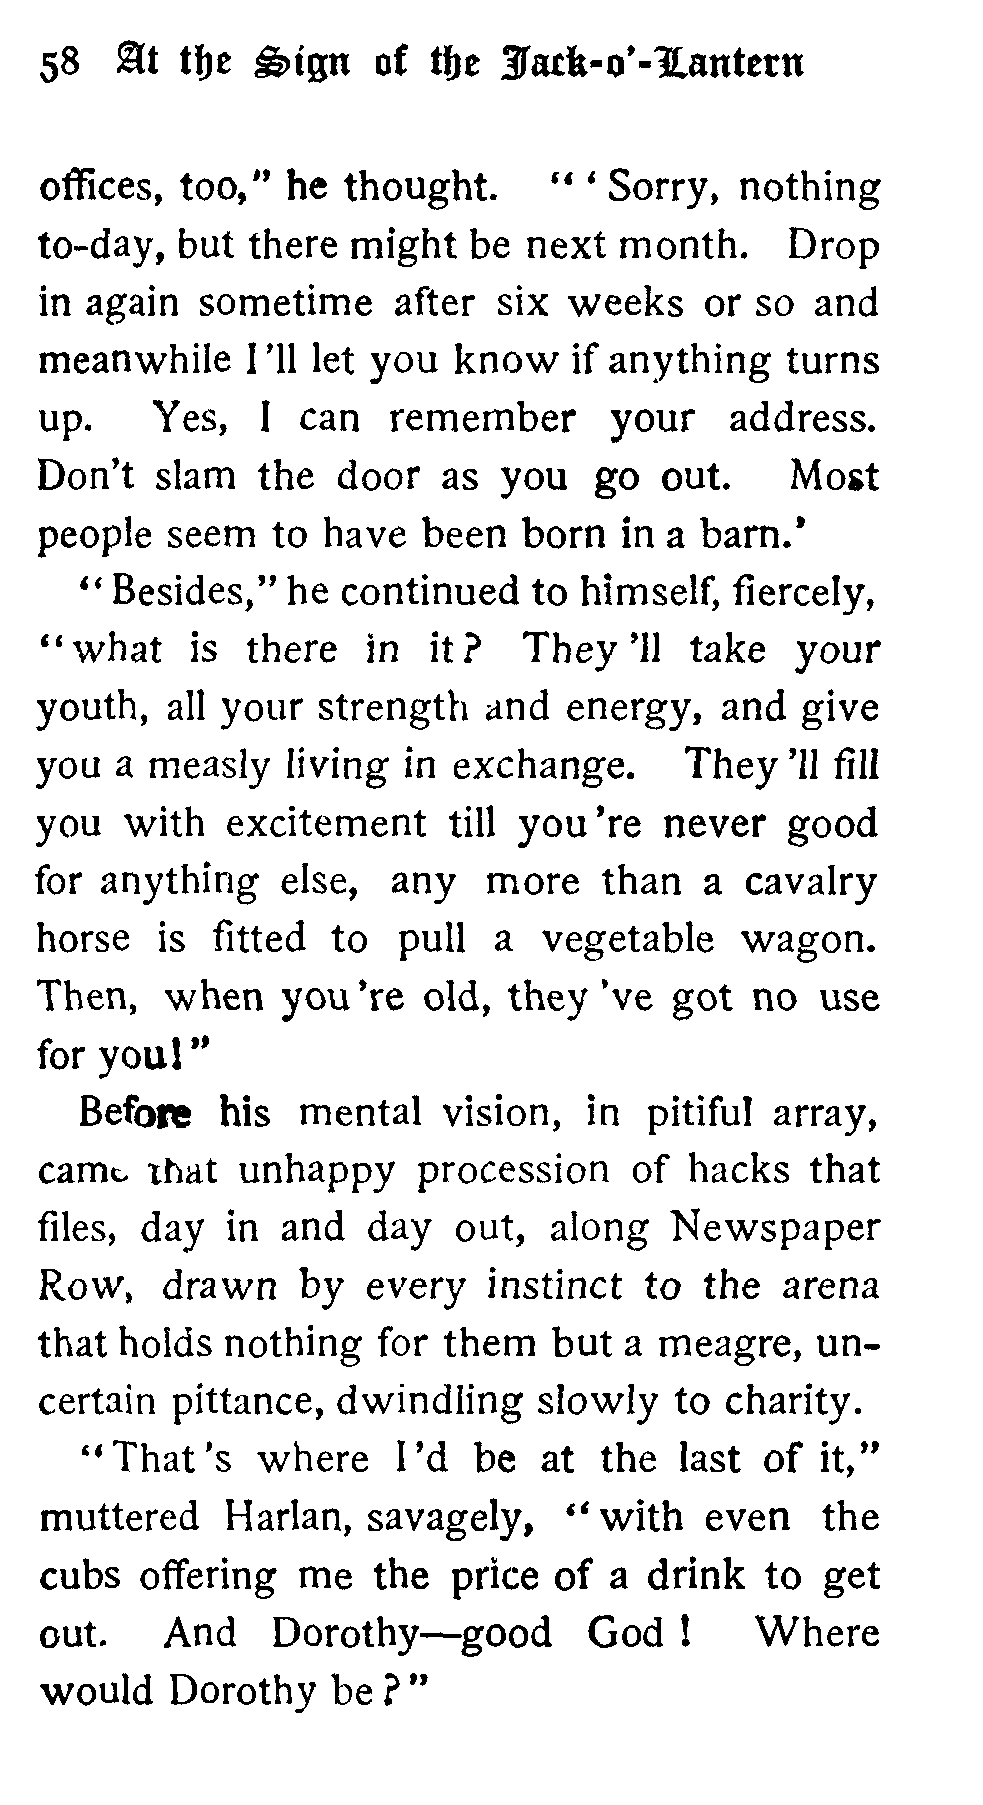 58 At the Sign of the Jack-o'-Lantern
offices, too," he thought. "'Sorry, nothing
to-day, but there might be next month. Drop
in again sometime after six weeks or so and
meanwhile I'll let you know if anything turns
up. Yes, I can remember your address.
Don't slam the door as you go out. Most
people seem to have been born in a barn.'
"Besides," he continued to himself, fiercely,
"what is there in it? They'll take your
youth, all your strength and energy, and give
you a measly living in exchange. They'll fill
you with excitement till you're never good
for anything else, any more than a cavalry
horse is fitted to pull a vegetable wagon.
Then, when you're old, they've got no use
for you!"
Before his mental vision, in pitiful array,
came that unhappy procession of hacks that
files, day in and day out, along Newspaper
Row, drawn by every instinct to the arena
that holds nothing for them but a meagre, un-
certain pittance, dwindling slowly to charity.
"That's where I'd be at the last of it,"
muttered Harlan, savagely, "with even the
cubs offering me the price of a drink to get
out. And Dorothy—good God! Where
would Dorothy be?"